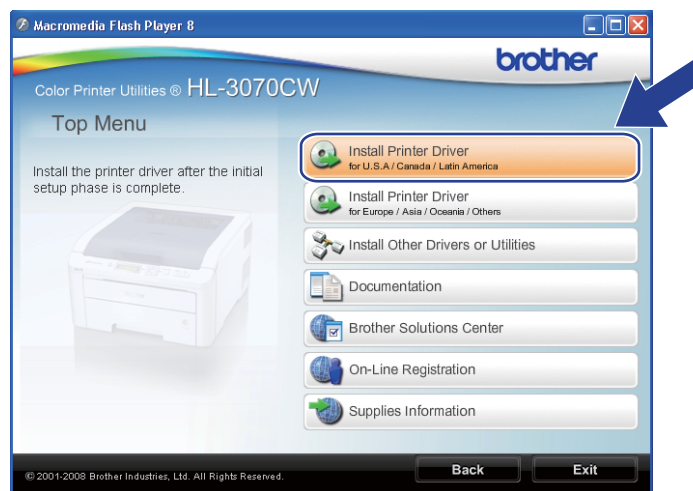 Macromedia Flash Player 8
brother
Color Printer Utilities ® HL-3070CW
Top Menu
Install the printer driver after the initial
setup phase is complete.
Install Printer Driver
for U.S.A / Canada / Latin America
Install Printer Driver
for Europe / Asia / Oceania / Others
Install Other Drivers or Utilities
Documentation
Brother Solutions Center
On-Line Registration
Supplies Information
© 2001-2008 Brother Industries, Ltd. All Rights Reserved.
Back
Exit